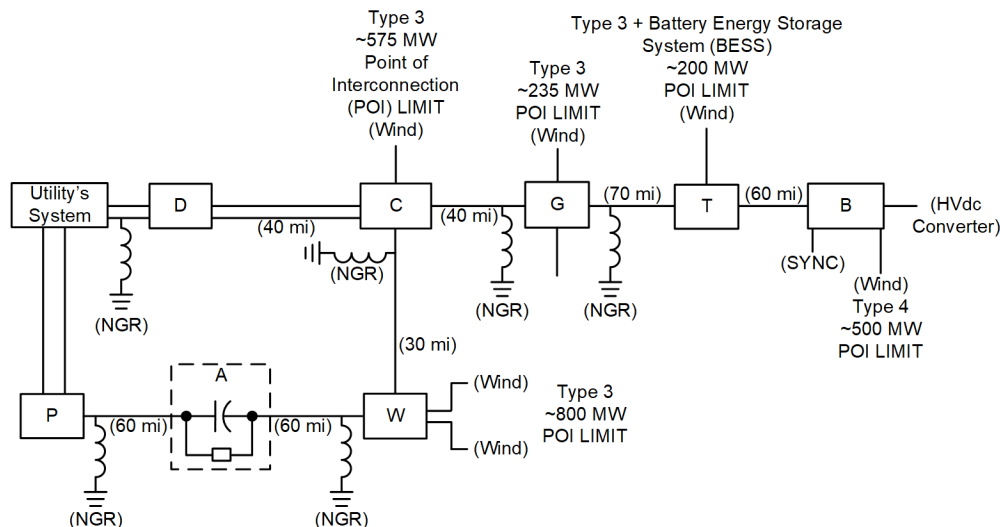 Type 3
~575 MW
Point of
Interconnection
(POI) LIMIT
(Wind)
Type 3
~235 MW
POI LIMIT
(Wind)
Type 3 + Battery Energy Storage
System (BESS)
~200 MW
POI LIMIT
(Wind)
Utility's
System
D
C
G
T
B
(40 mi)
(40 mi)
(70 mi)
(60 mi)
(HVdc
Converter)
(NGR)
(NGR)
(NGR)
(NGR)
(SYNC)
(Wind)
Type 4
~500 MW
POI LIMIT
(30 mi)
P
(60 mi)
A
(60 mi)
W
(Wind)
(Wind)
Type 3
~800 MW
POI LIMIT
(NGR)
(NGR)